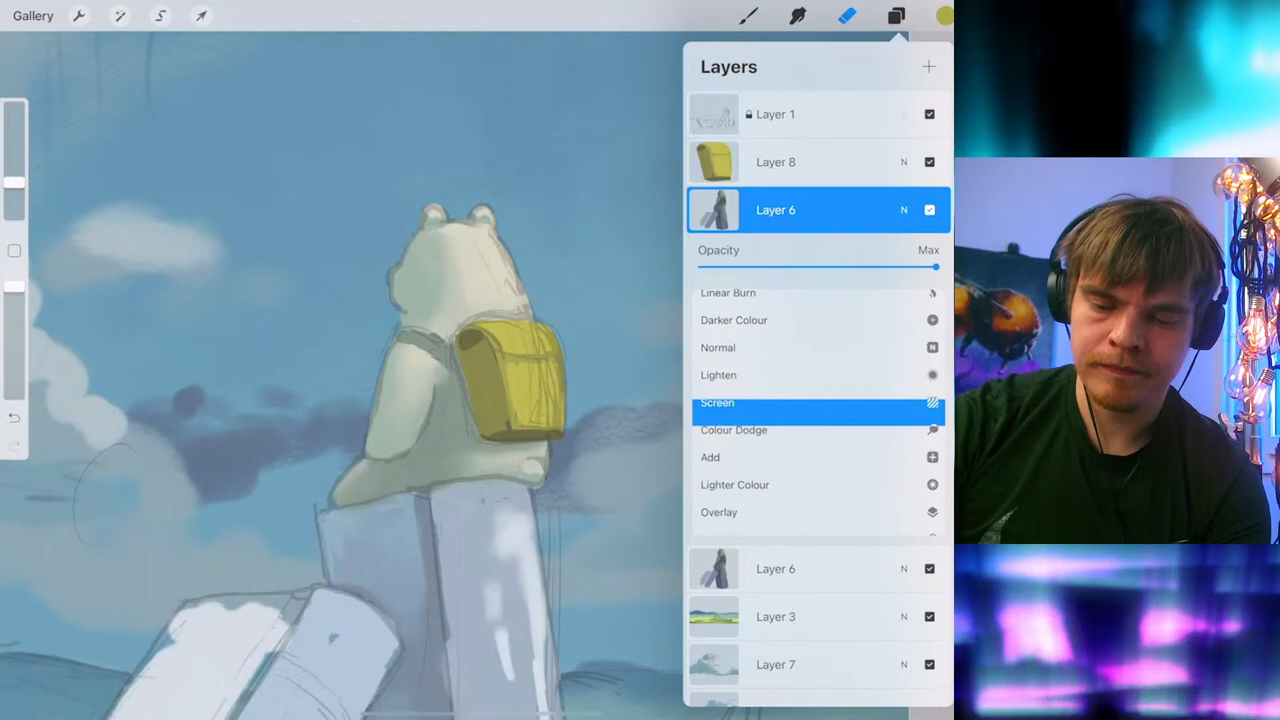 Gallery
Layers
Layer 1
Layer 8 N
Layer 6 N
Opacity Max
Linear Burn
Darker Colour
Normal N
Lighten
Screen
Colour Dodge
Add
Lighter Colour
Overlay
Layer 6 N
Layer 3 N
Layer 7 N